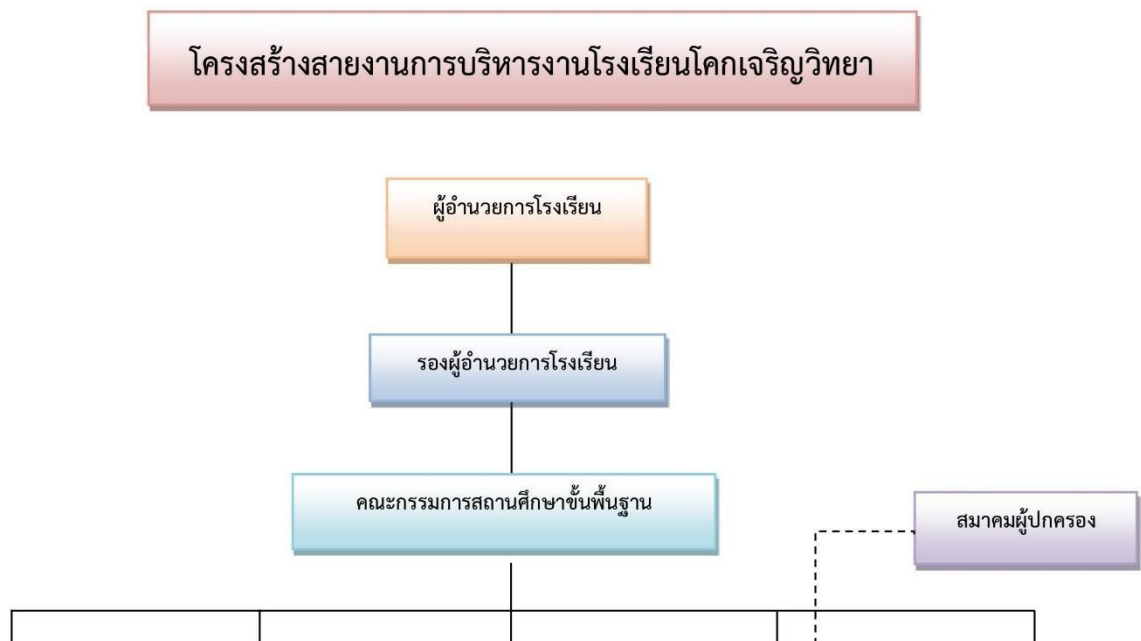 โครงสร้างสายงานการบริหารงานโรงเรียนโคกเจริญวิทยา
ผู้อำนวยการโรงเรียน
รองผู้อำนวยการโรงเรียน
คณะกรรมการสถานศึกษาขั้นพื้นฐาน
สมาคมผู้ปกครอง